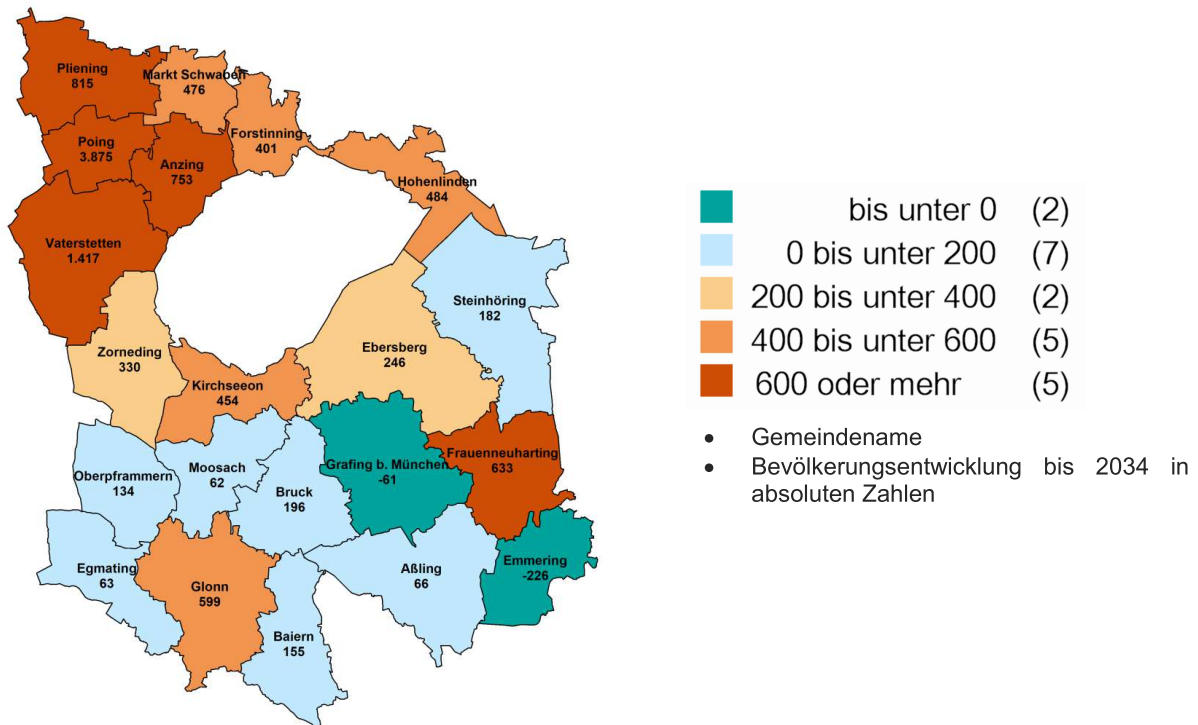 Pliening
815
Markt Schwaben
476
Forstinning
401
Poing
3.875
Anzing
753
Hohenlinden
484
Vaterstetten
1.417
Steinhöring
182
Zorneding
330
Ebersberg
246
Kirchseeon
454
Frauenneuharting
633
Grafing b. München
-61
Moosach
62
Oberpframmern
134
Bruck
196
Emmering
-226
Egmating
63
Glonn
599
Aßling
66
Baiern
155
bis unter 0 (2)
0 bis unter 200 (7)
200 bis unter 400 (2)
400 bis unter 600 (5)
600 oder mehr (5)
• Gemeindename
• Bevölkerungsentwicklung bis 2034 in
absoluten Zahlen